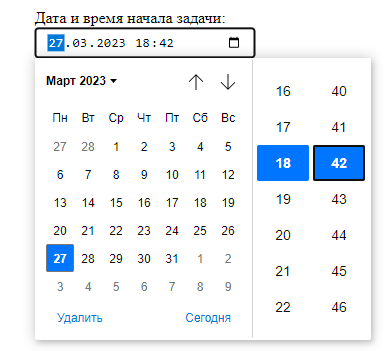 Дата и время начала задачи:
27.03.2023 18:42
Март 2023
Пн Вт Ср Чт Пт Сб Вс
27 28 1 2 3 4 5
6 7 8 9 10 11 12
13 14 15 16 17 18 19
20 21 22 23 24 25 26
27 28 29 30 31 1 2
3 4 5 6 7 8 9
Удалить Сегодня
16 40
17 41
18 42
19 43
20 44
21 45
22 46